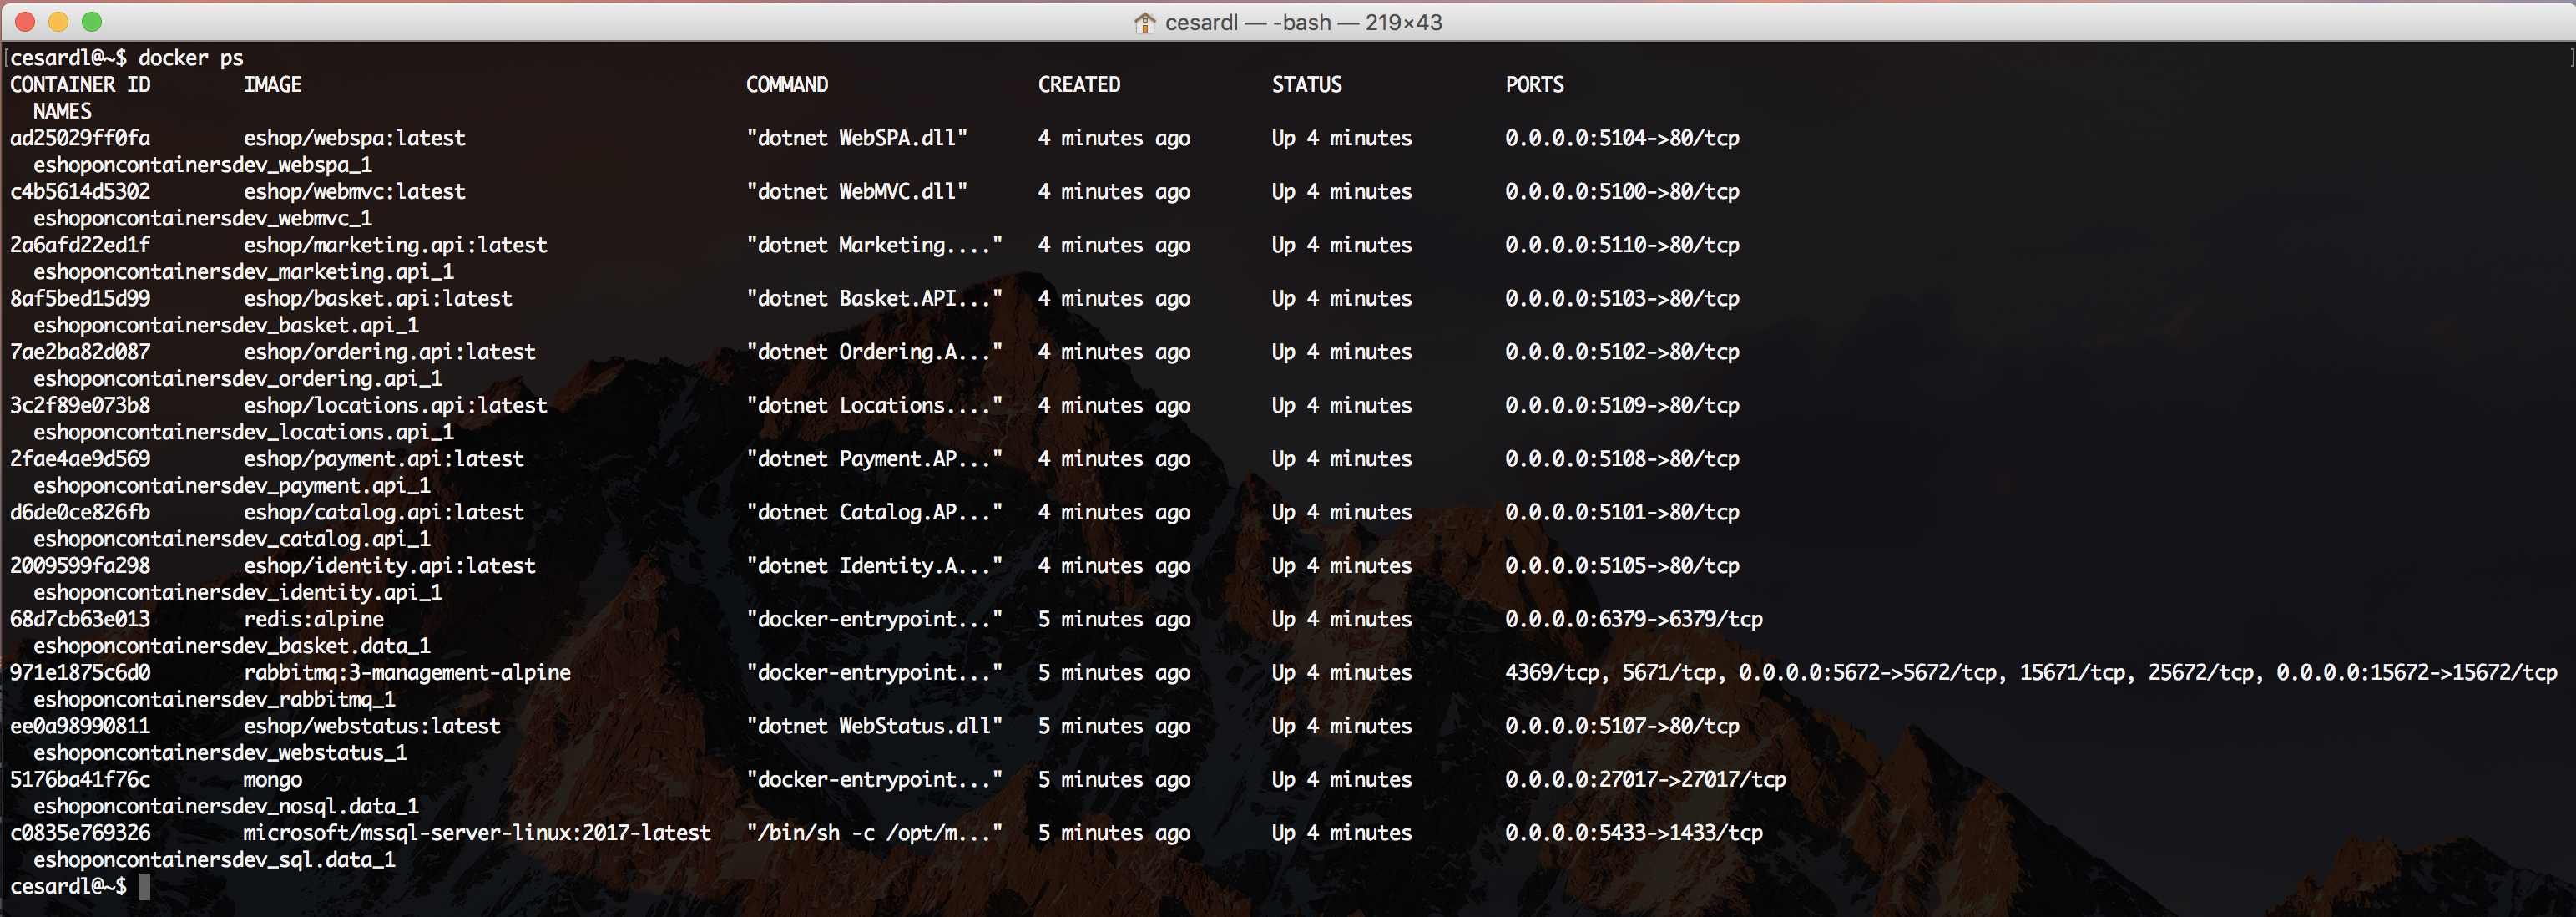 cesardl — -bash — 219×43
[cesardl@~$ docker ps ]
CONTAINER ID        IMAGE                                      COMMAND                  CREATED             STATUS              PORTS
  NAMES
ad25029ff0fa        eshop/webspa:latest                        "dotnet WebSPA.dll"      4 minutes ago       Up 4 minutes        0.0.0.0:5104->80/tcp
  eshoponcontainersdev_webspa_1
c4b5614d5302        eshop/webmvc:latest                        "dotnet WebMVC.dll"      4 minutes ago       Up 4 minutes        0.0.0.0:5100->80/tcp
  eshoponcontainersdev_webmvc_1
2a6afd22ed1f        eshop/marketing.api:latest                 "dotnet Marketing...."   4 minutes ago       Up 4 minutes        0.0.0.0:5110->80/tcp
  eshoponcontainersdev_marketing.api_1
8af5bed15d99        eshop/basket.api:latest                    "dotnet Basket.API..."   4 minutes ago       Up 4 minutes        0.0.0.0:5103->80/tcp
  eshoponcontainersdev_basket.api_1
7ae2ba82d087        eshop/ordering.api:latest                  "dotnet Ordering.A..."   4 minutes ago       Up 4 minutes        0.0.0.0:5102->80/tcp
  eshoponcontainersdev_ordering.api_1
3c2f89e073b8        eshop/locations.api:latest                 "dotnet Locations...."   4 minutes ago       Up 4 minutes        0.0.0.0:5109->80/tcp
  eshoponcontainersdev_locations.api_1
2fae4ae9d569        eshop/payment.api:latest                   "dotnet Payment.AP..."   4 minutes ago       Up 4 minutes        0.0.0.0:5108->80/tcp
  eshoponcontainersdev_payment.api_1
d6de0ce826fb        eshop/catalog.api:latest                   "dotnet Catalog.AP..."   4 minutes ago       Up 4 minutes        0.0.0.0:5101->80/tcp
  eshoponcontainersdev_catalog.api_1
2009599fa298        eshop/identity.api:latest                  "dotnet Identity.A..."   4 minutes ago       Up 4 minutes        0.0.0.0:5105->80/tcp
  eshoponcontainersdev_identity.api_1
68d7cb63e013        redis:alpine                               "docker-entrypoint..."   5 minutes ago       Up 4 minutes        0.0.0.0:6379->6379/tcp
  eshoponcontainersdev_basket.data_1
971e1875c6d0        rabbitmq:3-management-alpine               "docker-entrypoint..."   5 minutes ago       Up 4 minutes        4369/tcp, 5671/tcp, 0.0.0.0:5672->5672/tcp, 15671/tcp, 25672/tcp, 0.0.0.0:15672->15672/tcp
  eshoponcontainersdev_rabbitmq_1
ee0a98990811        eshop/webstatus:latest                     "dotnet WebStatus.dll"   5 minutes ago       Up 4 minutes        0.0.0.0:5107->80/tcp
  eshoponcontainersdev_webstatus_1
5176ba41f76c        mongo                                      "docker-entrypoint..."   5 minutes ago       Up 4 minutes        0.0.0.0:27017->27017/tcp
  eshoponcontainersdev_nosql.data_1
c0835e769326        microsoft/mssql-server-linux:2017-latest   "/bin/sh -c /opt/m..."   5 minutes ago       Up 4 minutes        0.0.0.0:5433->1433/tcp
  eshoponcontainersdev_sql.data_1
cesardl@~$